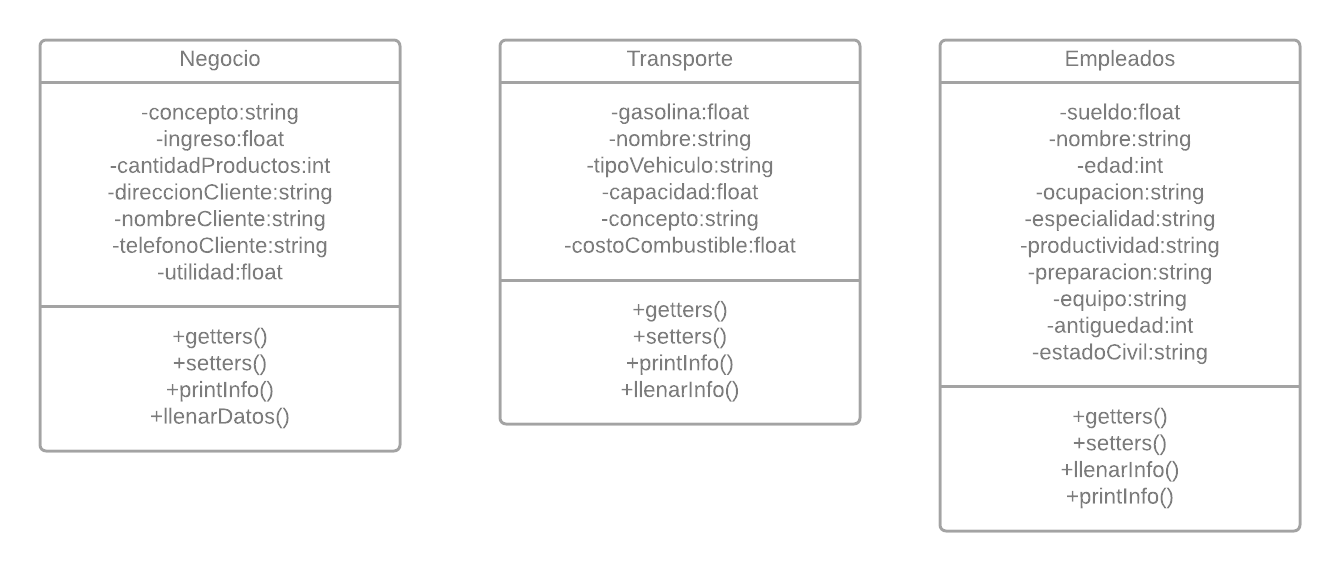 Negocio
-concepto:string
-ingreso:float
-cantidadProductos:int
-direccionCliente:string
-nombreCliente:string
-telefonoCliente:string
-utilidad:float
+getters()
+setters()
+printInfo()
+llenarDatos()
Transporte
-gasolina:float
-nombre:string
-tipoVehiculo:string
-capacidad:float
-concepto:string
-costoCombustible:float
+getters()
+setters()
+printInfo()
+llenarInfo()
Empleados
-sueldo:float
-nombre:string
-edad:int
-ocupacion:string
-especialidad:string
-productividad:string
-preparacion:string
-equipo:string
-antiguedad:int
-estadoCivil:string
+getters()
+setters()
+llenarInfo()
+printInfo()